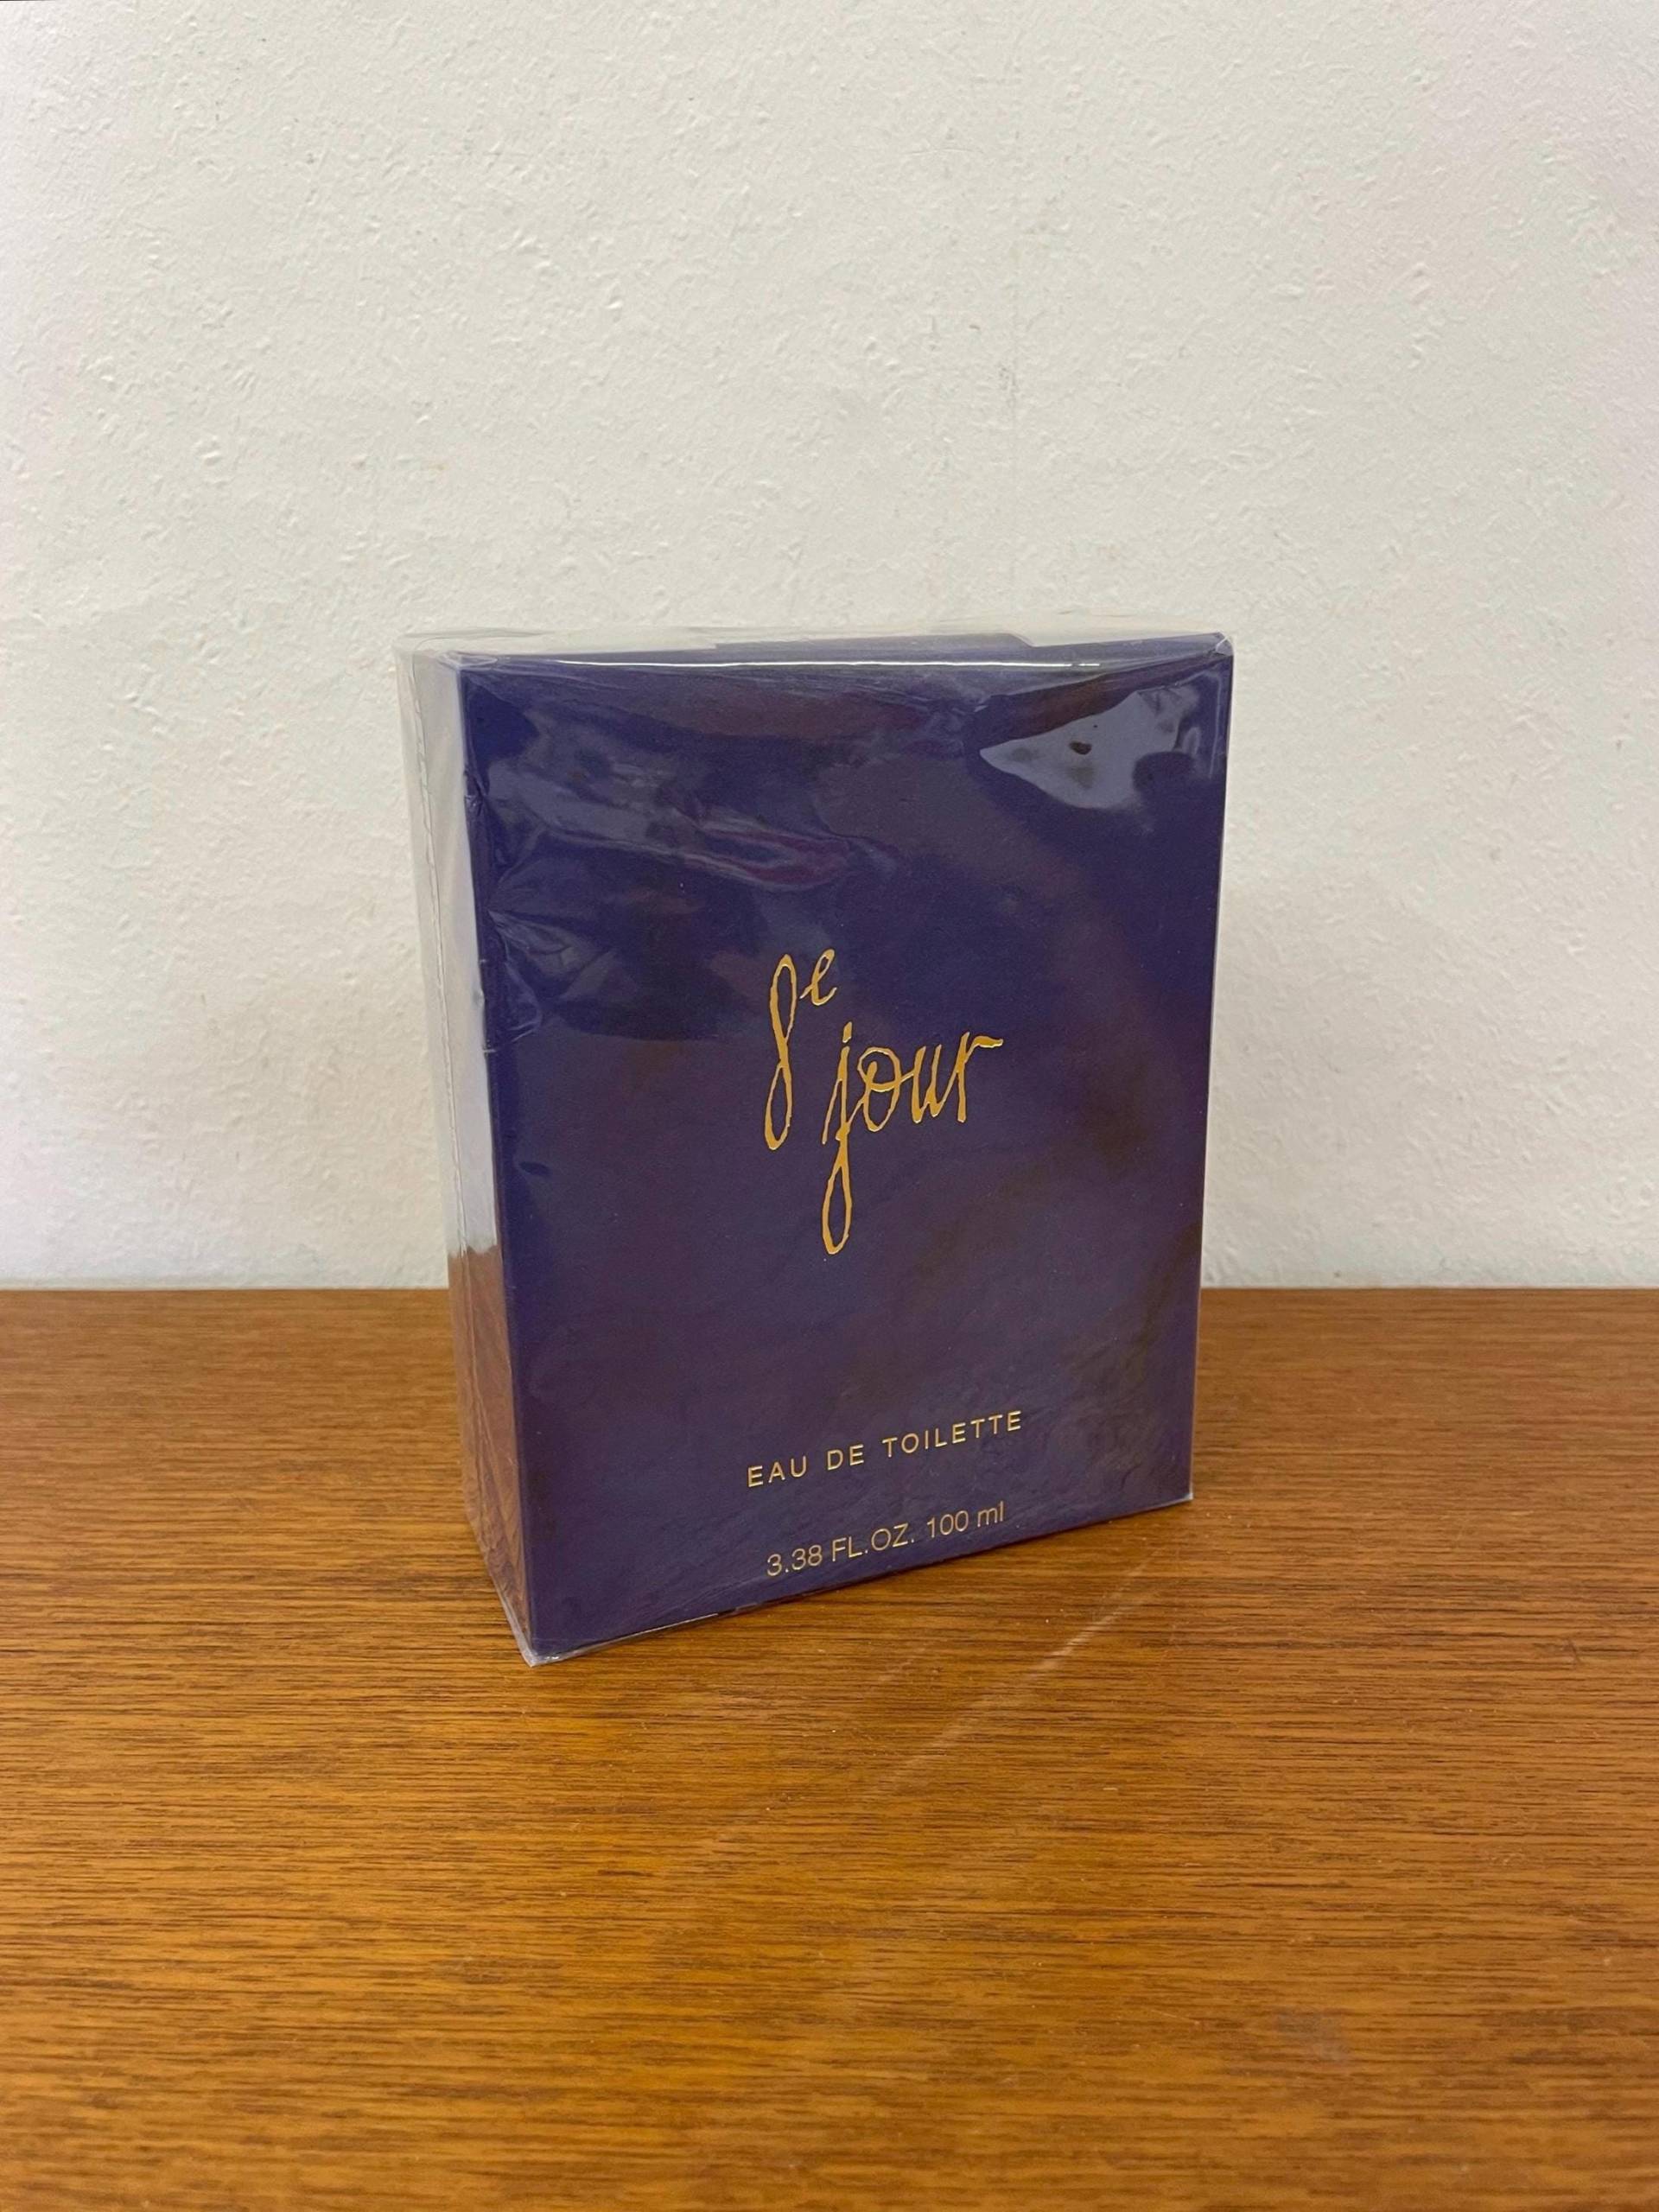 8e
jour
EAU DE TOILETTE
3.38 FL.OZ. 100 ml